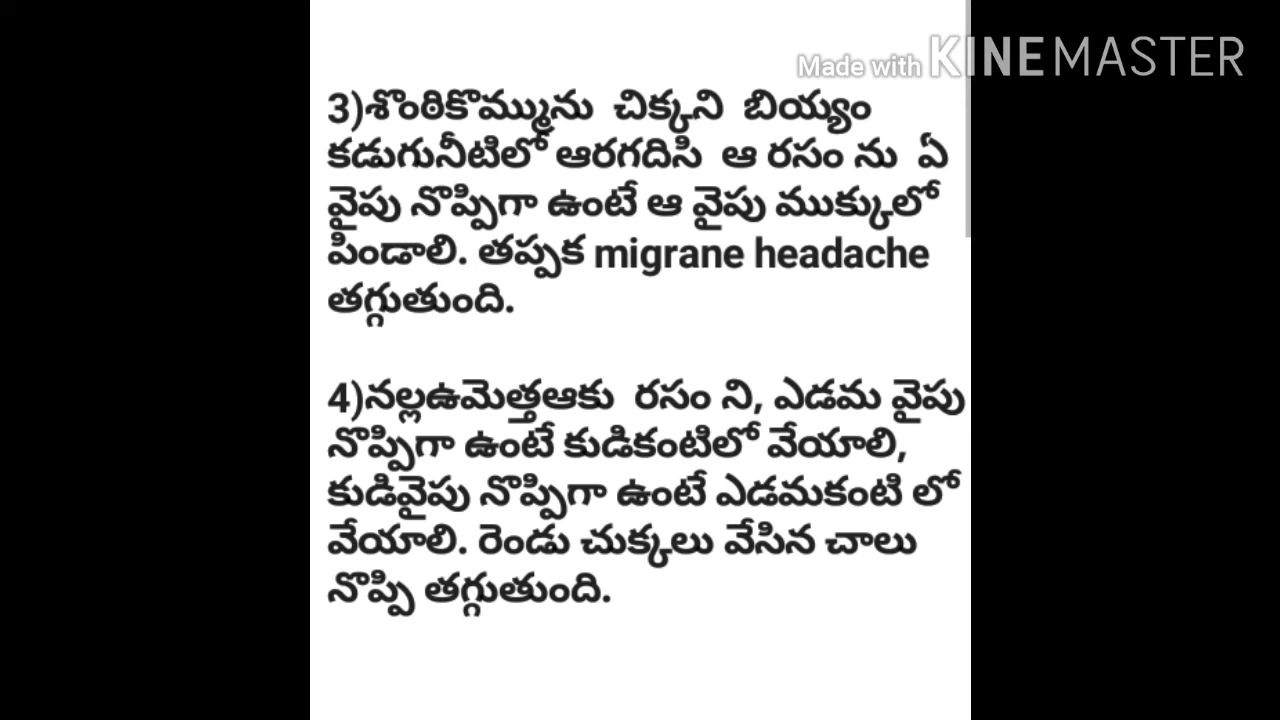 Made with KINEMASTER
3)శొంఠికొమ్మును చిక్కని బియ్యం
కడుగునీటిలో ఆరగదిసి ఆ రసం ను ఏ
వైపు నొప్పిగా ఉంటే ఆ వైపు ముక్కులో
పిండాలి. తప్పక migrane headache
తగ్గుతుంది.
4)నల్లఉమెత్తఆకు రసం ని, ఎడమ వైపు
నొప్పిగా ఉంటే కుడికంటిలో వేయాలి,
కుడివైపు నొప్పిగా ఉంటే ఎడమకంటి లో
వేయాలి. రెండు చుక్కలు వేసిన చాలు
నొప్పి తగ్గుతుంది.